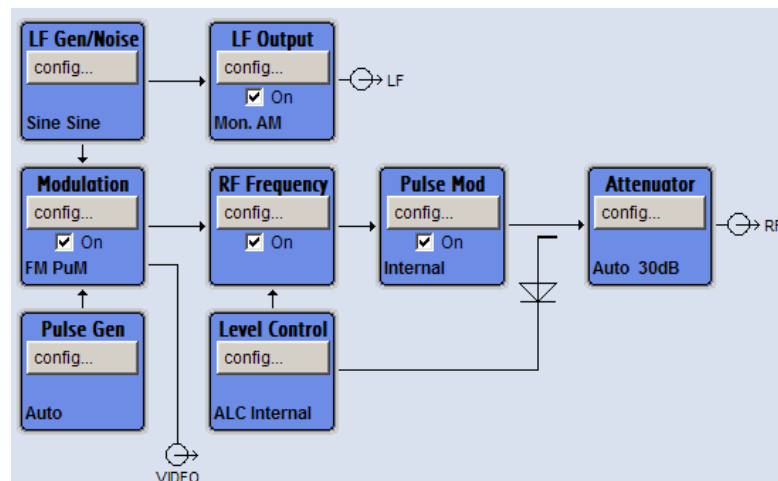 LF Gen/Noise
config...
Sine Sine
LF Output
config...
On
Mon. AM
LF
Modulation
config...
On
FM PuM
RF Frequency
config...
On
Pulse Mod
config...
On
Internal
Attenuator
config...
Auto 30dB
RF
Pulse Gen
config...
Auto
Level Control
config...
ALC Internal
VIDEO